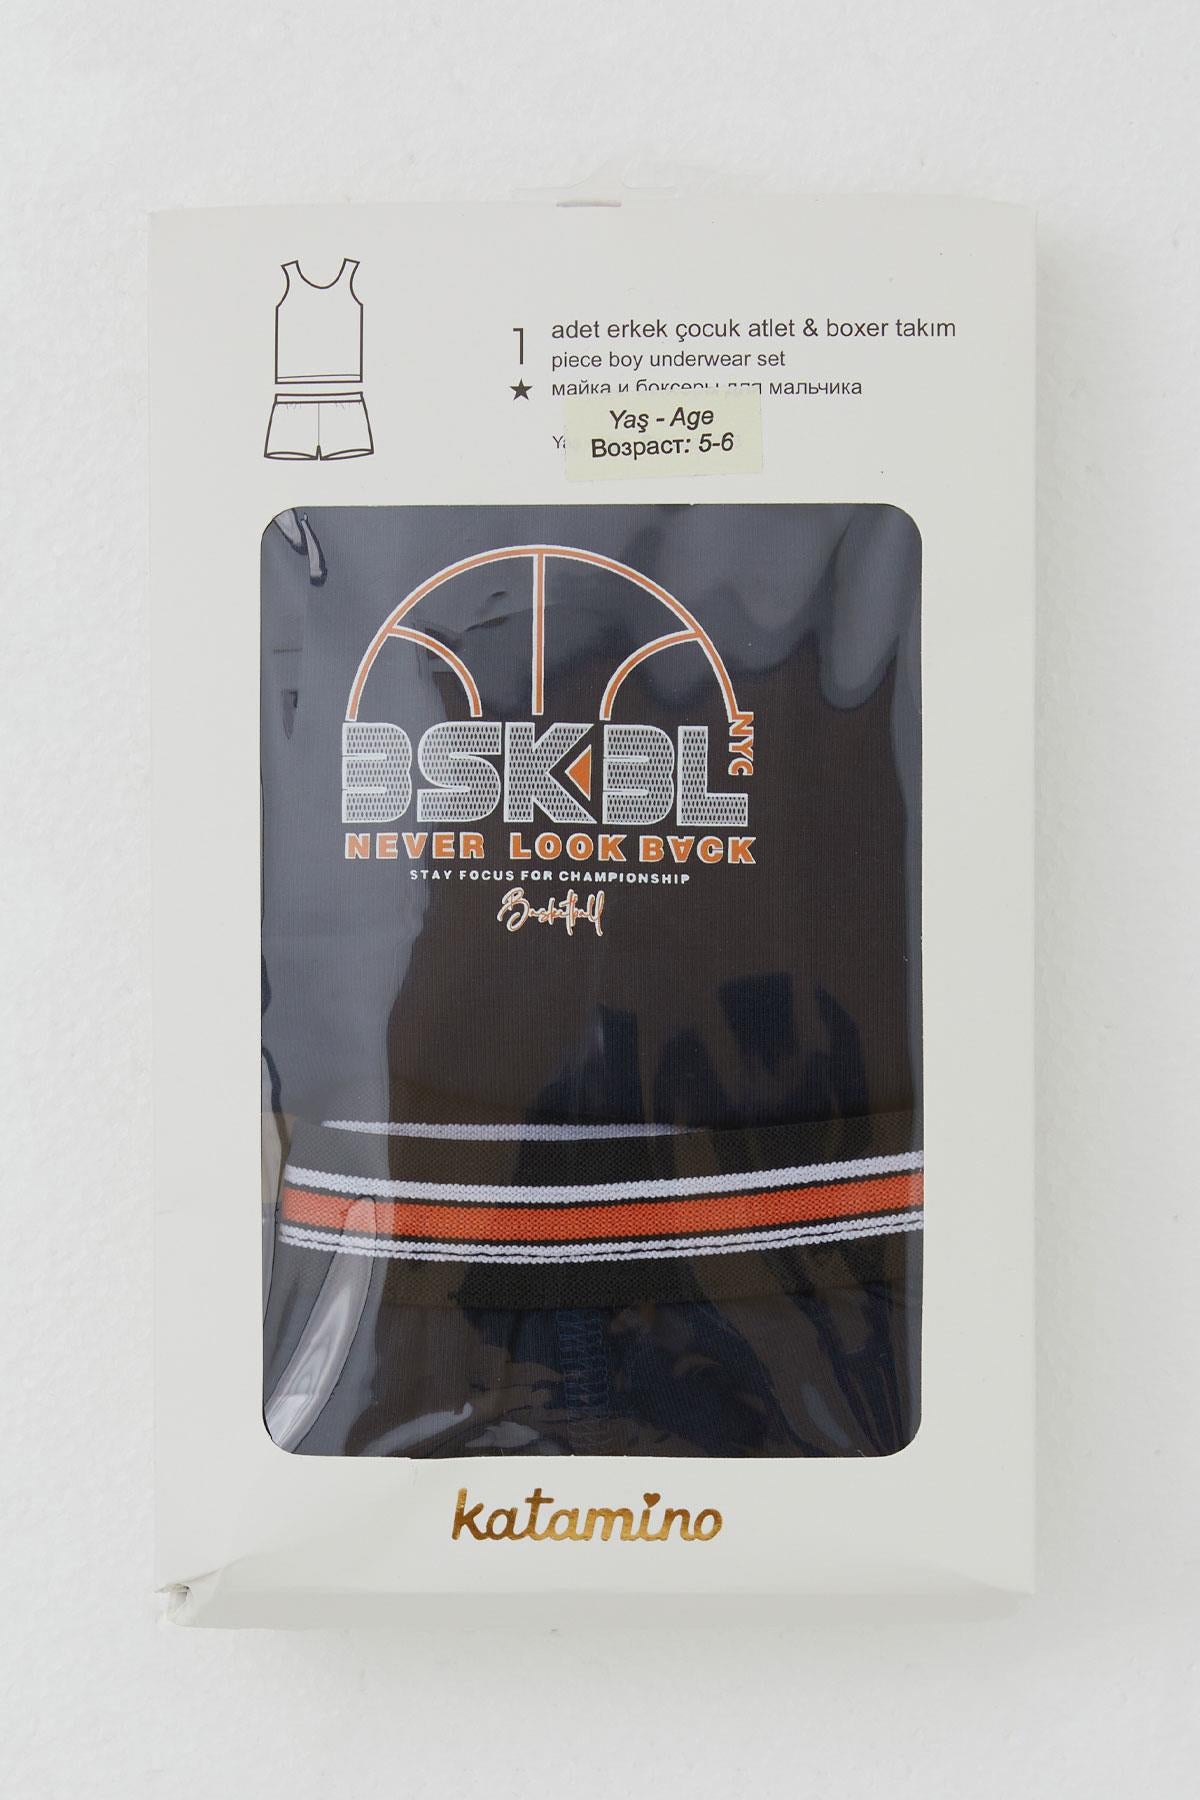 1 adet erkek çocuk atlet & boxer takım
piece boy underwear set
★ майка и боксеры для мальчика
Yaş - Age
Возраст: 5-6
NYC
BSKBL
NEVER LOOK BACK
STAY FOCUS FOR CHAMPIONSHIP
Basketball
katamino